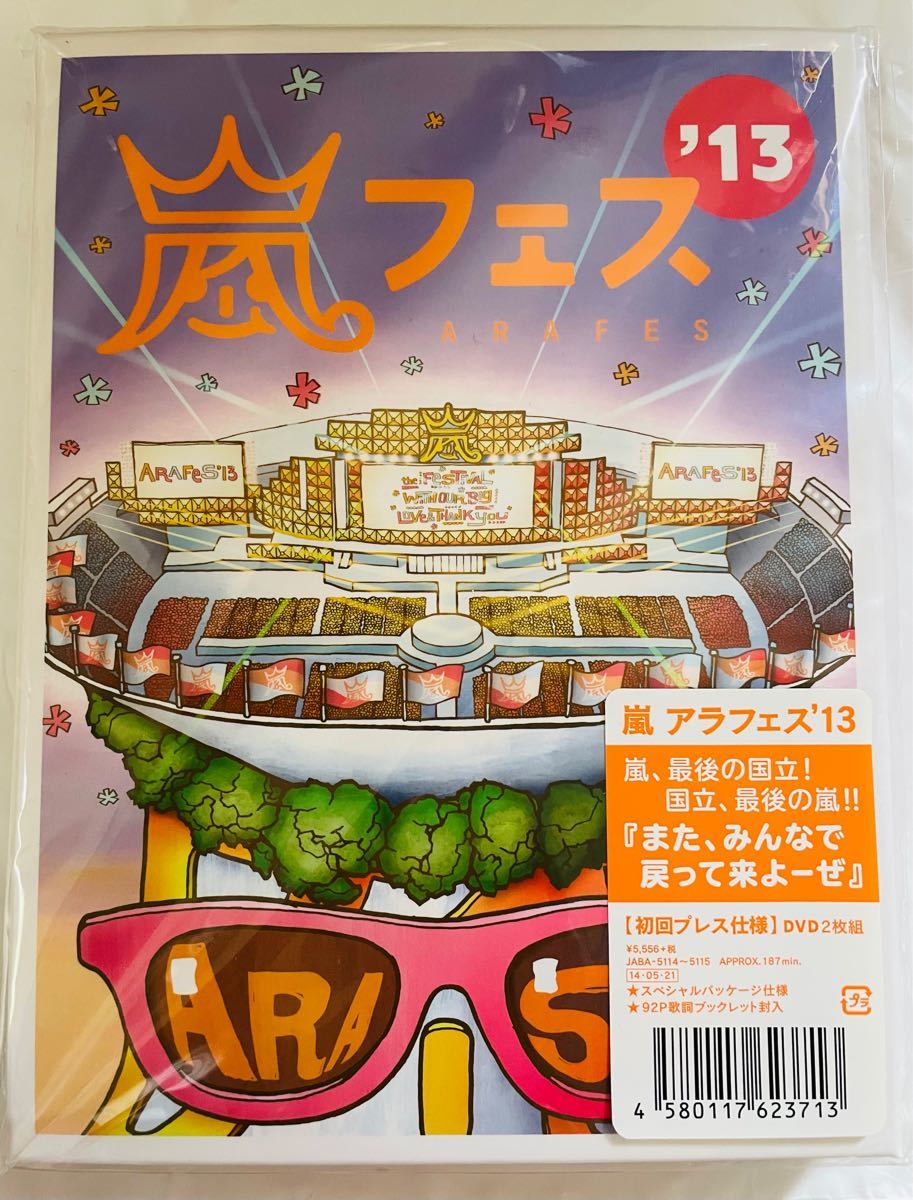 '13
嵐フェス
ARAFES
嵐
ARAFES'13
the FESTIVAL
WITH OUR BIG
LOVE & THANK YOU
ARAFES'13
ARA
S
嵐 アラフェス'13
嵐、最後の国立!
国立、最後の嵐!!
『また、みんなで
戻って来よーぜ』
【初回プレス仕様】DVD2枚組
¥5,556+税
JABA-5114〜5115 APPROX.187min.
14・05・21
★スペシャルパッケージ仕様
★92P歌詞ブックレット封入
プラ
4 580117 623713